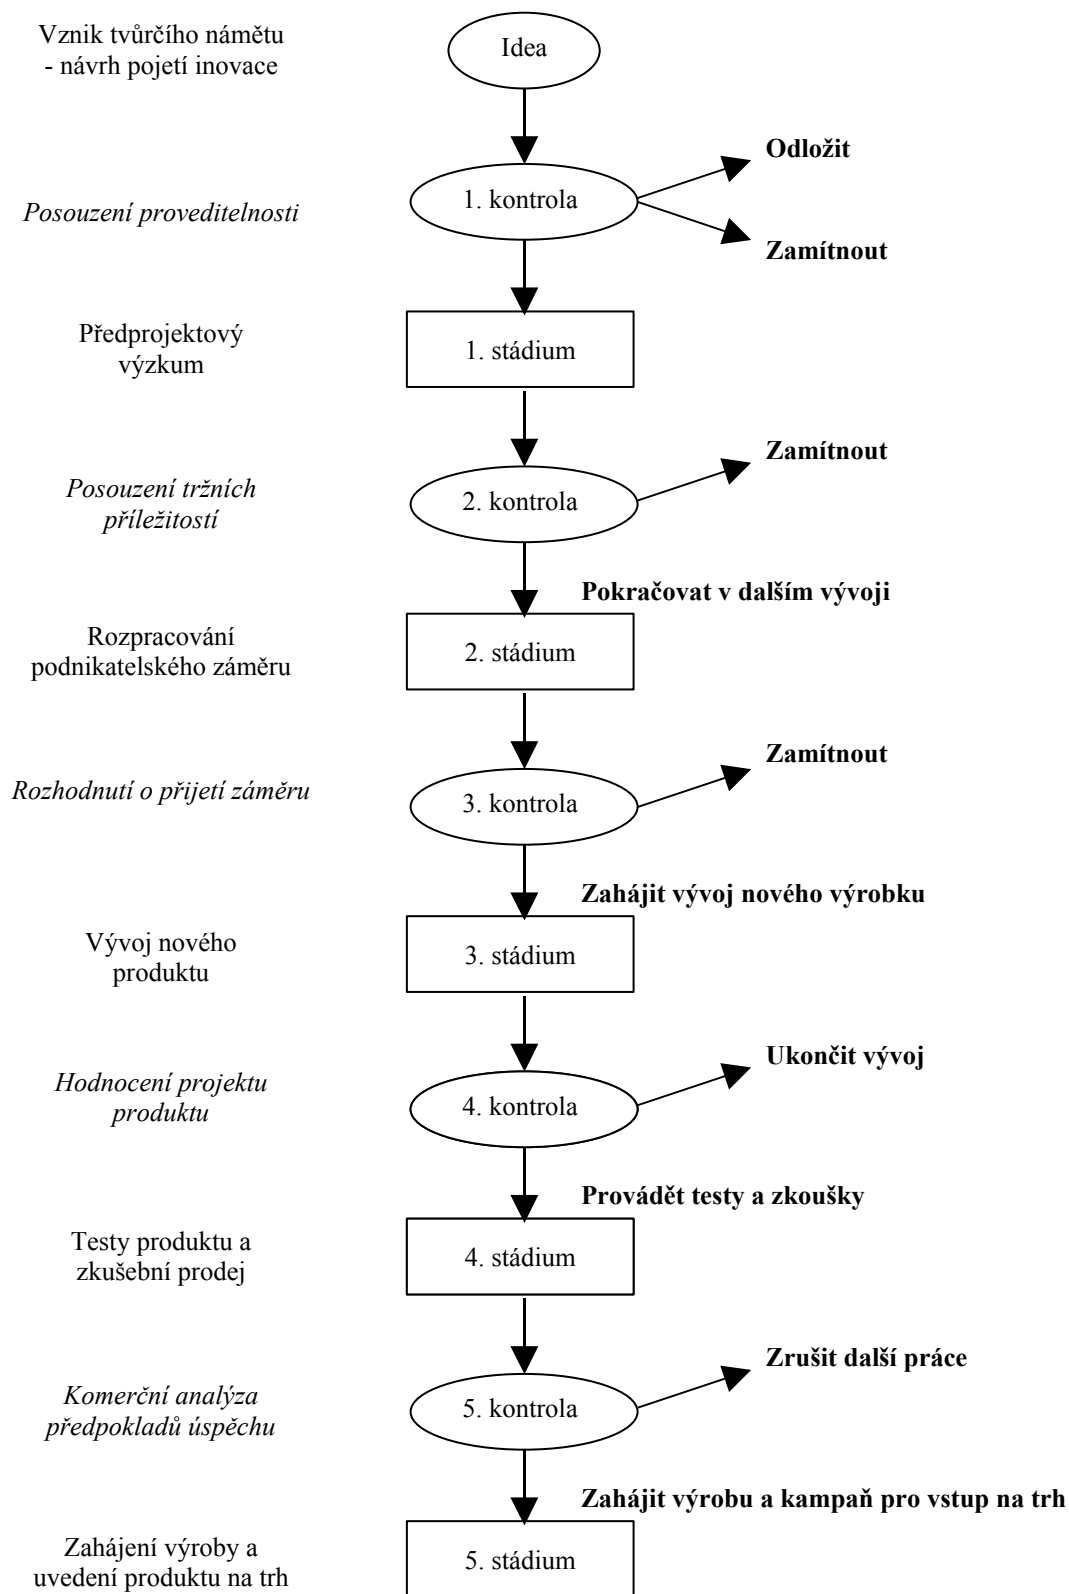 Vznik tvůrčího námětu
- návrh pojetí inovace
Idea
Odložit
1. kontrola
Posouzení proveditelnosti
Zamítnout
Předprojektový
výzkum
1. stádium
Zamítnout
Posouzení tržních
příležitostí
2. kontrola
Pokračovat v dalším vývoji
Rozpracování
podnikatelského záměru
2. stádium
Zamítnout
Rozhodnutí o přijetí záměru
3. kontrola
Zahájit vývoj nového výrobku
Vývoj nového
produktu
3. stádium
Ukončit vývoj
Hodnocení projektu
produktu
4. kontrola
Provádět testy a zkoušky
Testy produktu a
zkušební prodej
4. stádium
Zrušit další práce
Komerční analýza
předpokladů úspěchu
5. kontrola
Zahájit výrobu a kampaň pro vstup na trh
Zahájení výroby a
uvedení produktu na trh
5. stádium